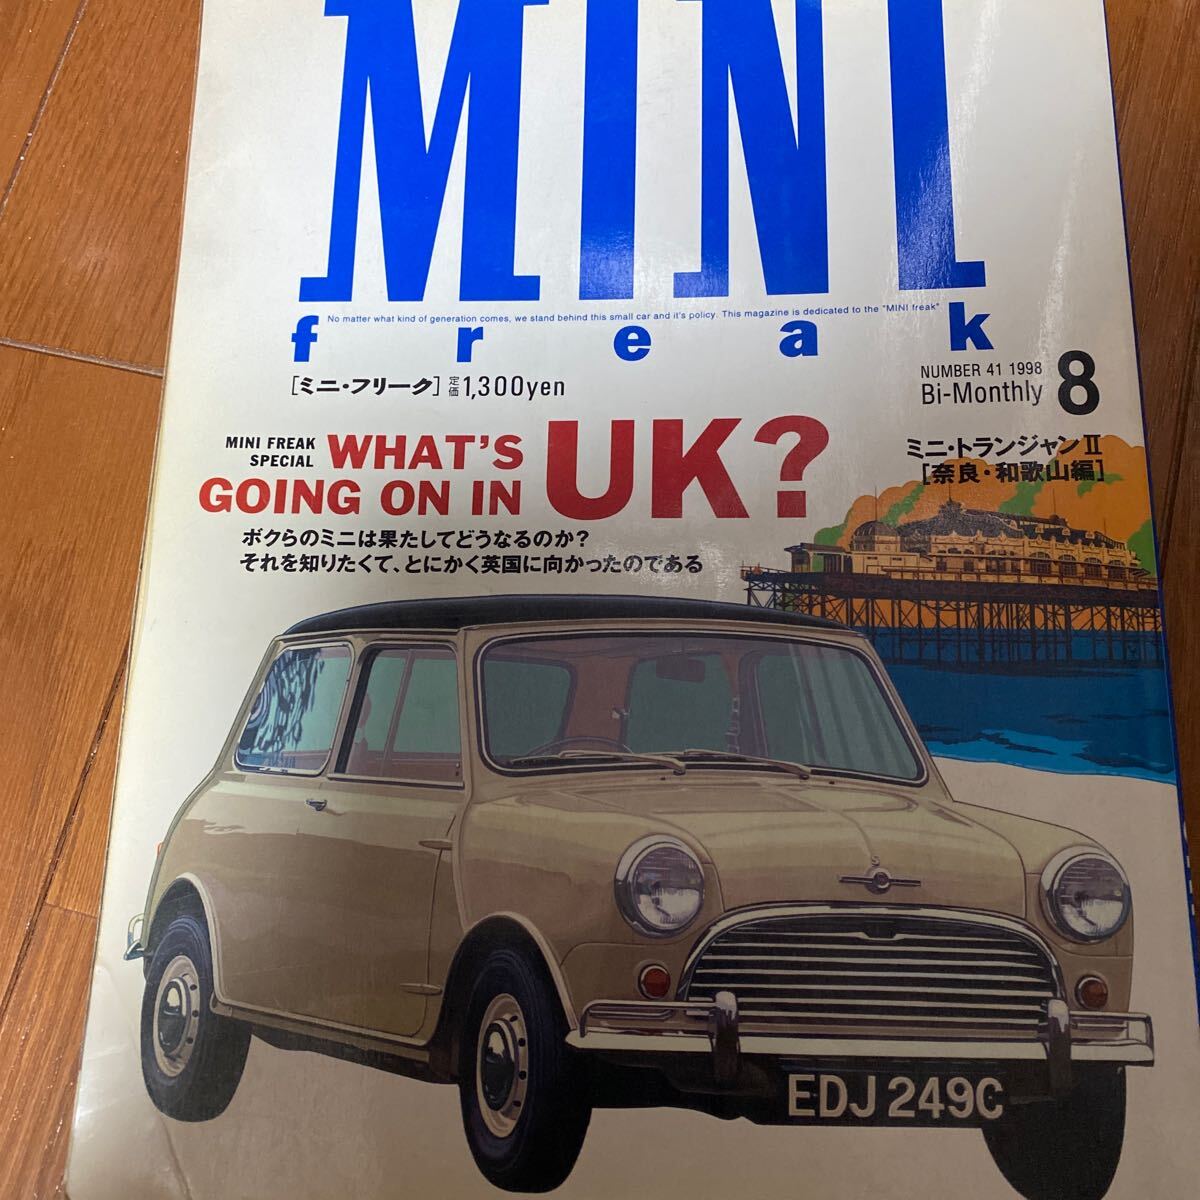 MINI
No matter what kind of generation comes, we stand behind this small car and it's policy. This magazine is dedicated to the "MINI freak"
freak
[ミニ・フリーク] 定価1,300yen
NUMBER 41 1998
Bi-Monthly 8
MINI FREAK SPECIAL
WHAT'S GOING ON IN UK?
ミニ・トランジャンII
[奈良・和歌山編]
ボクらのミニは果たしてどうなるのか?
それを知りたくて、とにかく英国に向かったのである
S
EDJ 249C